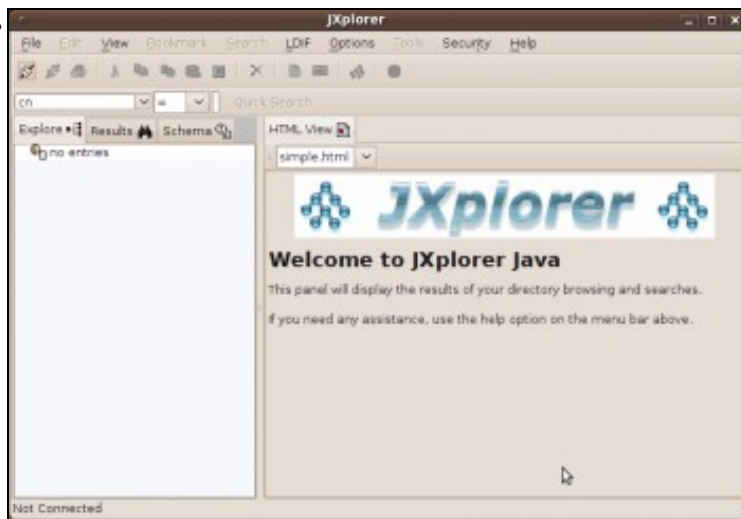 JXplorer
File Edit View Bookmark Search LDIF Options Tools Security Help
cn = Quick Search
Explore Results Schema HTML View
no entries
simple.html
JXplorer
Welcome to JXplorer Java
This panel will display the results of your directory browsing and searches.
If you need any assistance, use the help option on the menu bar above.
Not Connected